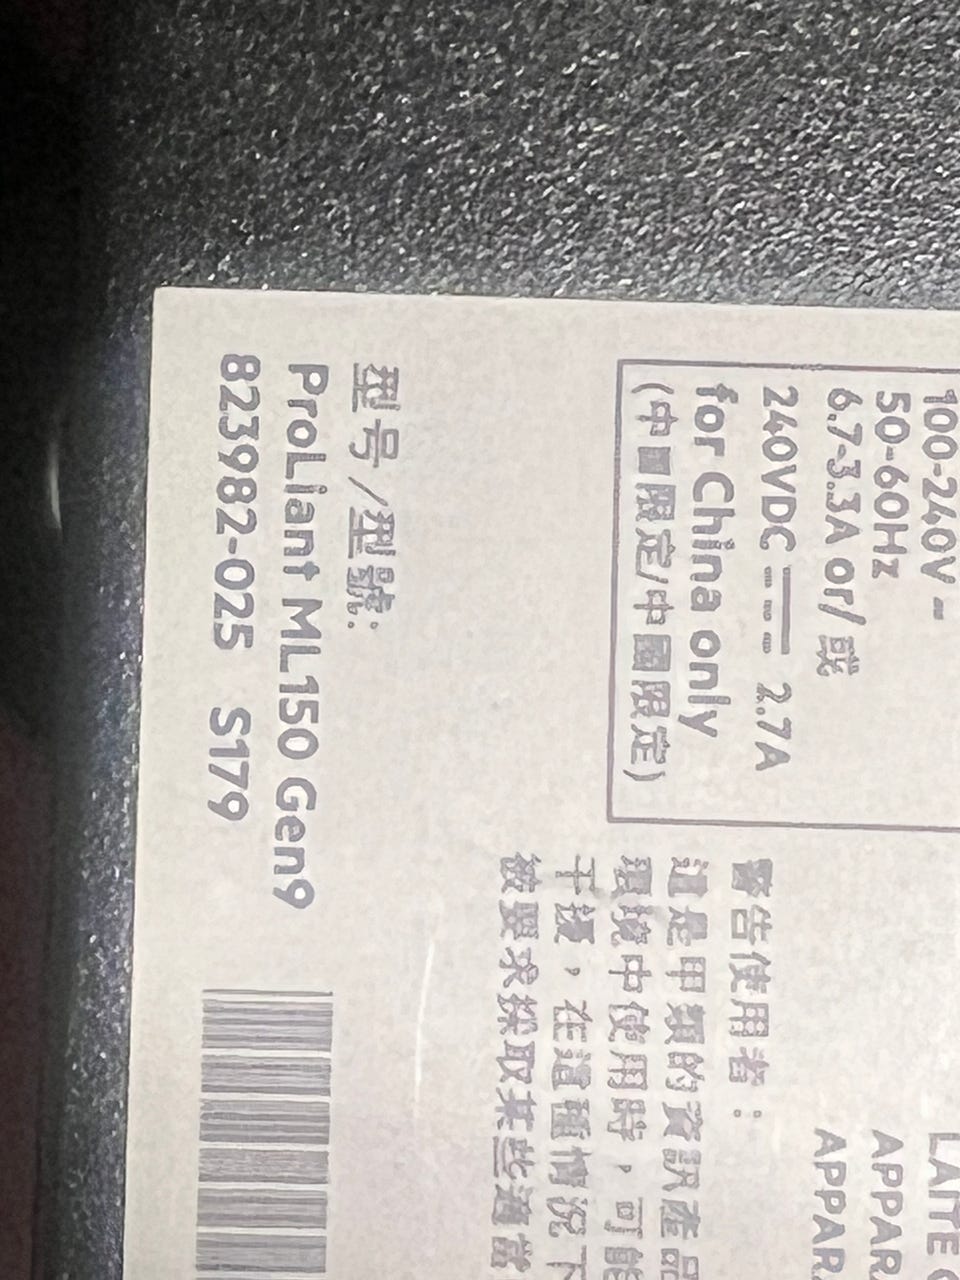 100-240V ~
50-60Hz
6.7-3.3A or/ 或
240VDC ⎓ 2.7A
for China only
(中国限定/中國限定)
型号/型號:
ProLiant ML150 Gen9
823982-025 S179
警告使用者：
這是甲類的資訊產品
環境中使用時，可能
干擾，在這種情況下
被要求採取某些適當
APPAR
APPAR